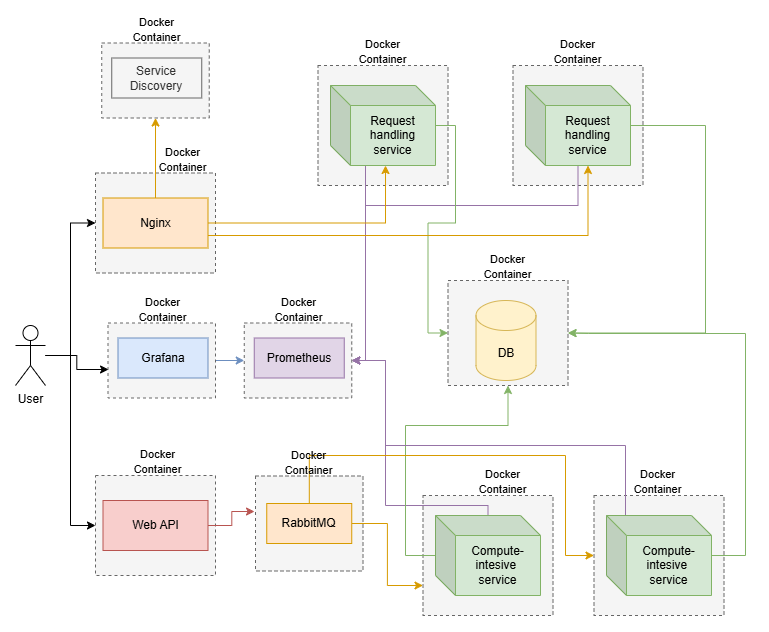 Docker
Container
Service
Discovery
Docker
Container
Request
handling
service
Docker
Container
Request
handling
service
Docker
Container
Nginx
Docker
Container
DB
User
Docker
Container
Grafana
Docker
Container
Prometheus
Docker
Container
Web API
Docker
Container
RabbitMQ
Docker
Container
Compute-
intesive
service
Docker
Container
Compute-
intesive
service